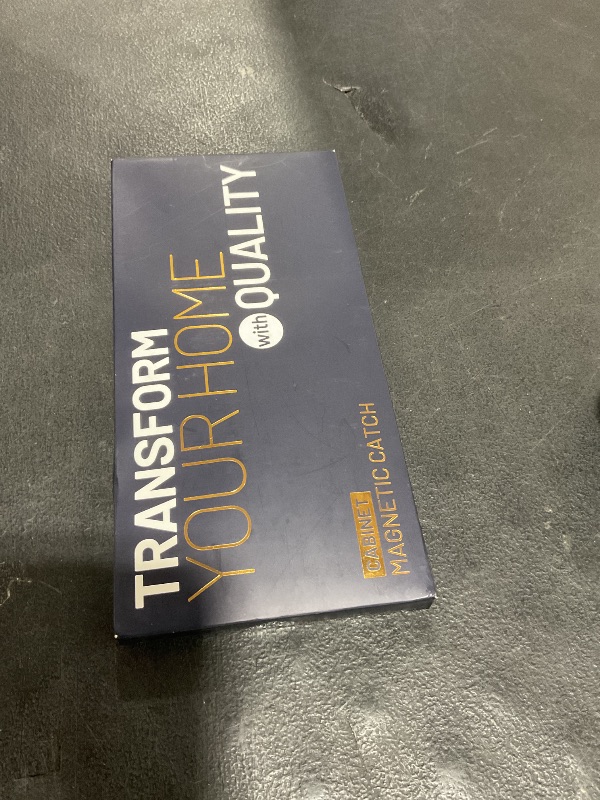 TRANSFORM
YOUR HOME
with QUALITY
CABINET
MAGNETIC CATCH